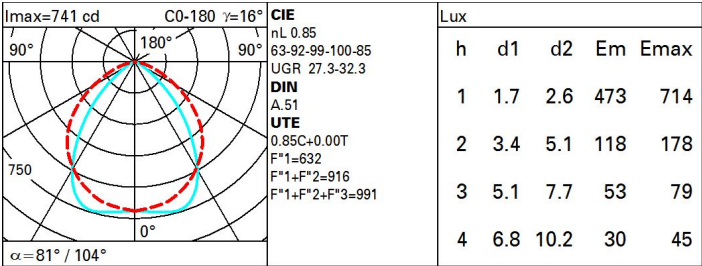 Imax=741 cd C0-180 γ=16°
90° 180° 90°
750
0°
α=81° / 104°
CIE
nL 0.85
63-92-99-100-85
UGR 27.3-32.3
DIN
A.51
UTE
0.85C+0.00T
F"1=632
F"1+F"2=916
F"1+F"2+F"3=991
Lux
h d1 d2 Em Emax
1 1.7 2.6 473 714
2 3.4 5.1 118 178
3 5.1 7.7 53 79
4 6.8 10.2 30 45